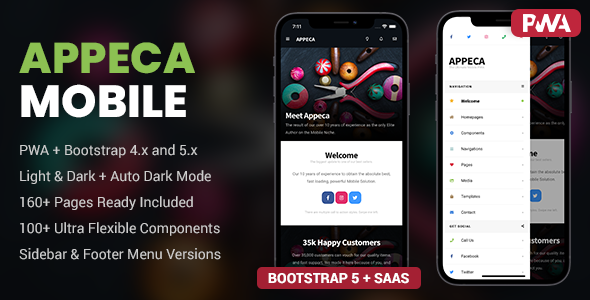 APPECA
MOBILE
PWA + Bootstrap 4.x and 5.x
Light & Dark + Auto Dark Mode
160+ Pages Ready Included
100+ Ultra Flexible Components
Sidebar & Footer Menu Versions
7:11
APPECA
Meet Appeca
The result of our over 10 years of experience as the only Elite
Author on the Mobile Niche.
Welcome
Our 10 years of experience to obtain the absolute best,
fast loading, powerful Mobile Solution.
35k Happy Customers
Over 35,000 customers can vouch for our quality items,
BOOTSTRAP 5 + SAAS
PWA
APPECA
NAVIGATION
Welcome
Homepages
Components
Navigations
Pages
Media
Templates
Contact
GET SOCIAL
Call Us
Facebook
Twitter